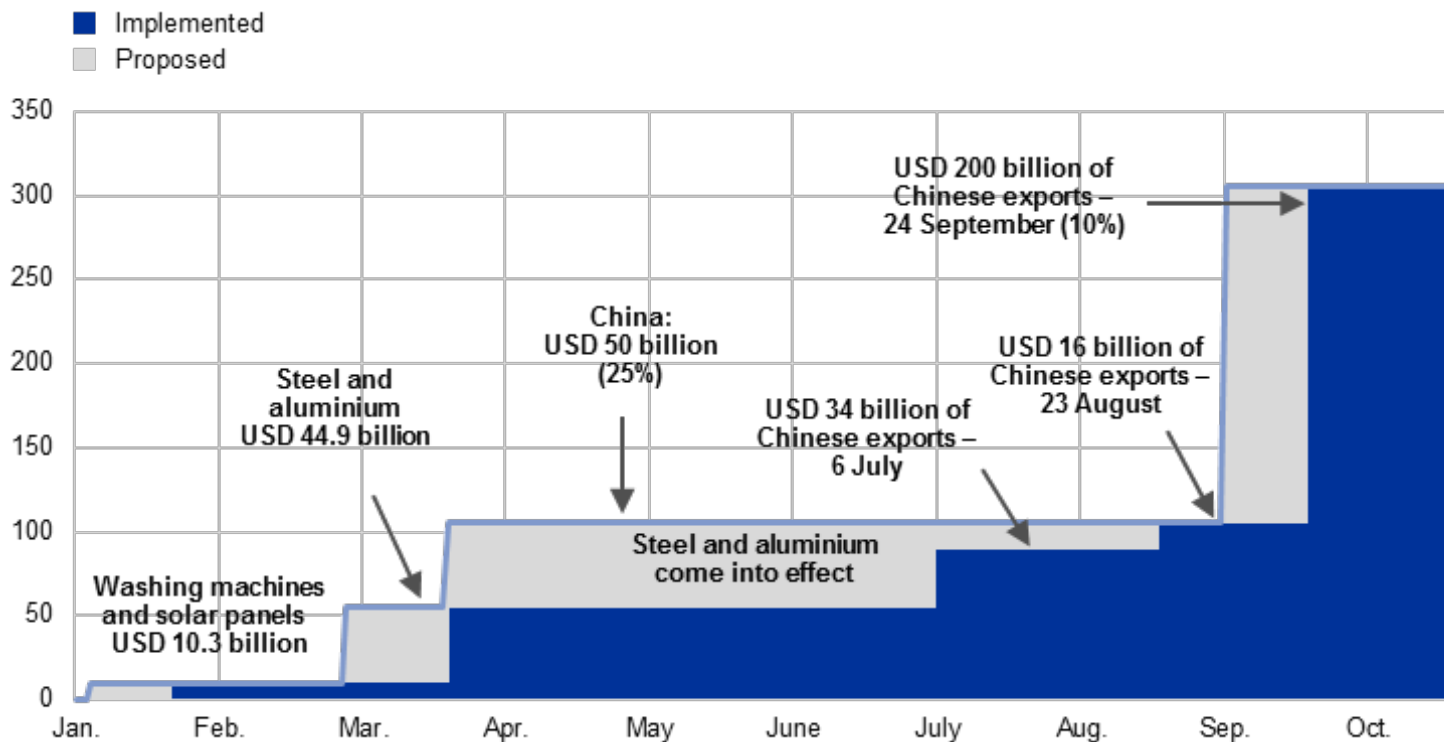 Implemented
Proposed
350
300
250
200
150
100
50
0
USD 200 billion of
Chinese exports –
24 September (10%)
China:
USD 50 billion
(25%)
USD 16 billion of
Chinese exports –
23 August
Steel and
aluminium
USD 44.9 billion
USD 34 billion of
Chinese exports –
6 July
Steel and aluminium
come into effect
Washing machines
and solar panels
USD 10.3 billion
Jan.
Feb.
Mar.
Apr.
May
June
July
Aug.
Sep.
Oct.